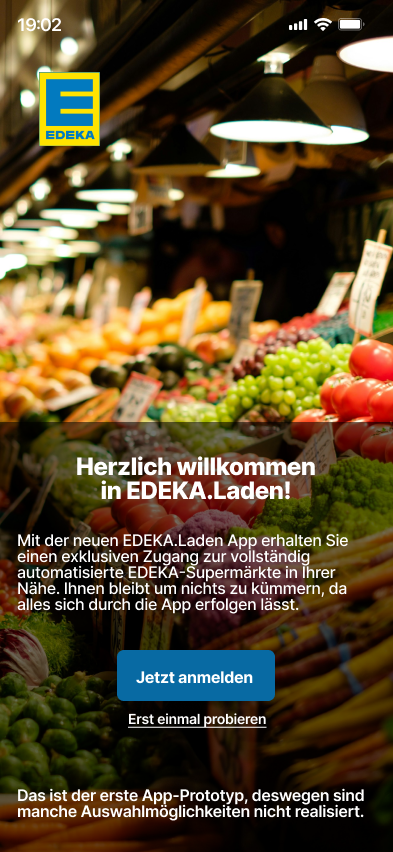 19:02
E
EDEKA
Herzlich willkommen
in EDEKA.Laden!
Mit der neuen EDEKA.Laden App erhalten Sie
einen exklusiven Zugang zur vollständig
automatisierte EDEKA-Supermärkte in Ihrer
Nähe. Ihnen bleibt um nichts zu kümmern, da
alles sich durch die App erfolgen lässt.
Jetzt anmelden
Erst einmal probieren
Das ist der erste App-Prototyp, deswegen sind
manche Auswahlmöglichkeiten nicht realisiert.